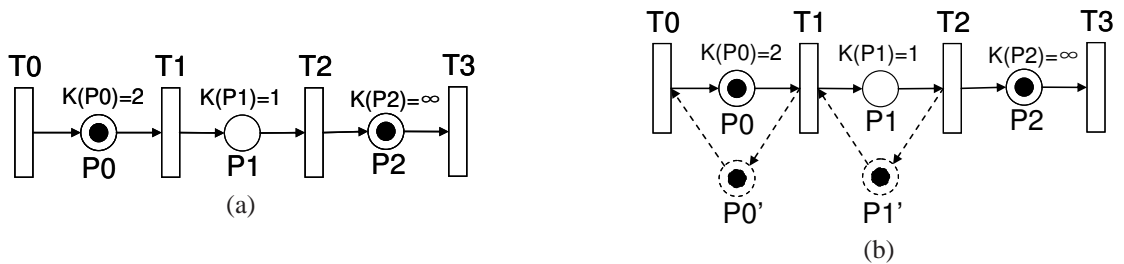 T0 T1 T2 T3
K(P0)=2 K(P1)=1 K(P2)=∞
P0 P1 P2
(a)
T0 T1 T2 T3
K(P0)=2 K(P1)=1 K(P2)=∞
P0 P1 P2
P0' P1'
(b)